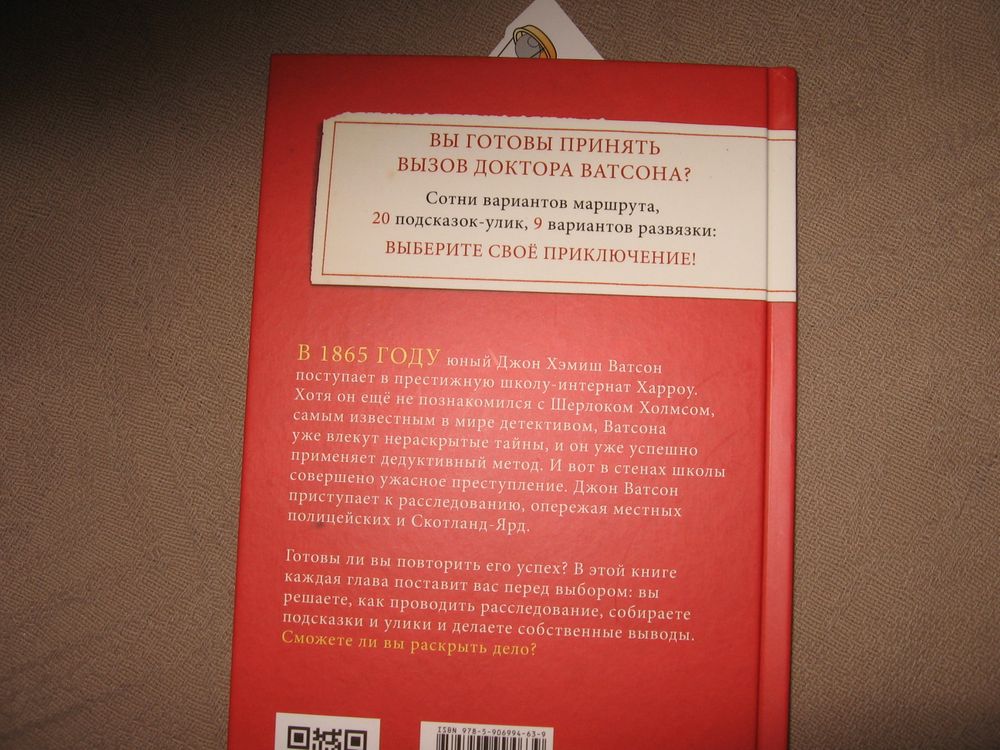 ВЫ ГОТОВЫ ПРИНЯТЬ
ВЫЗОВ ДОКТОРА ВАТСОНА?
Сотни вариантов маршрута,
20 подсказок-улик, 9 вариантов развязки:
ВЫБЕРИТЕ СВОЁ ПРИКЛЮЧЕНИЕ!
В 1865 ГОДУ юный Джон Хэмиш Ватсон
поступает в престижную школу-интернат Харроу.
Хотя он ещё не познакомился с Шерлоком Холмсом,
самым известным в мире детективом, Ватсона
уже влекут нераскрытые тайны, и он уже успешно
применяет дедуктивный метод. И вот в стенах школы
совершено ужасное преступление. Джон Ватсон
приступает к расследованию, опережая местных
полицейских и Скотланд-Ярд.
Готовы ли вы повторить его успех? В этой книге
каждая глава поставит вас перед выбором: вы
решаете, как проводить расследование, собираете
подсказки и улики и делаете собственные выводы.
Сможете ли вы раскрыть дело?
ISBN 978-5-906994-63-9